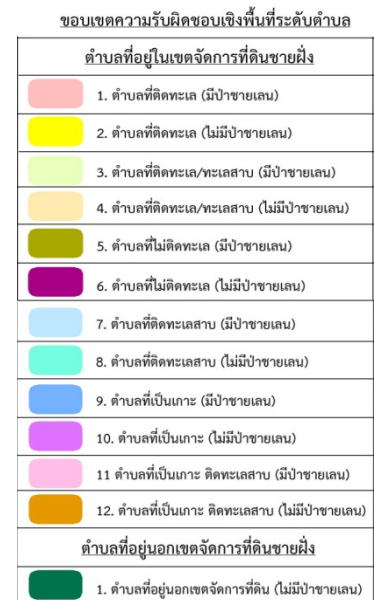 ขอบเขตความรับผิดชอบเชิงพื้นที่ระดับตำบล
ตำบลที่อยู่ในเขตจัดการที่ดินชายฝั่ง
1. ตำบลที่ติดทะเล (มีป่าชายเลน)
2. ตำบลที่ติดทะเล (ไม่มีป่าชายเลน)
3. ตำบลที่ติดทะเล/ทะเลสาบ (มีป่าชายเลน)
4. ตำบลที่ติดทะเล/ทะเลสาบ (ไม่มีป่าชายเลน)
5. ตำบลที่ไม่ติดทะเล (มีป่าชายเลน)
6. ตำบลที่ไม่ติดทะเล (ไม่มีป่าชายเลน)
7. ตำบลที่ติดทะเลสาบ (มีป่าชายเลน)
8. ตำบลที่ติดทะเลสาบ (ไม่มีป่าชายเลน)
9. ตำบลที่เป็นเกาะ (มีป่าชายเลน)
10. ตำบลที่เป็นเกาะ (ไม่มีป่าชายเลน)
11 ตำบลที่เป็นเกาะ ติดทะเลสาบ (มีป่าชายเลน)
12. ตำบลที่เป็นเกาะ ติดทะเลสาบ (ไม่มีป่าชายเลน)
ตำบลที่อยู่นอกเขตจัดการที่ดินชายฝั่ง
1. ตำบลที่อยู่นอกเขตจัดการที่ดิน (ไม่มีป่าชายเลน)